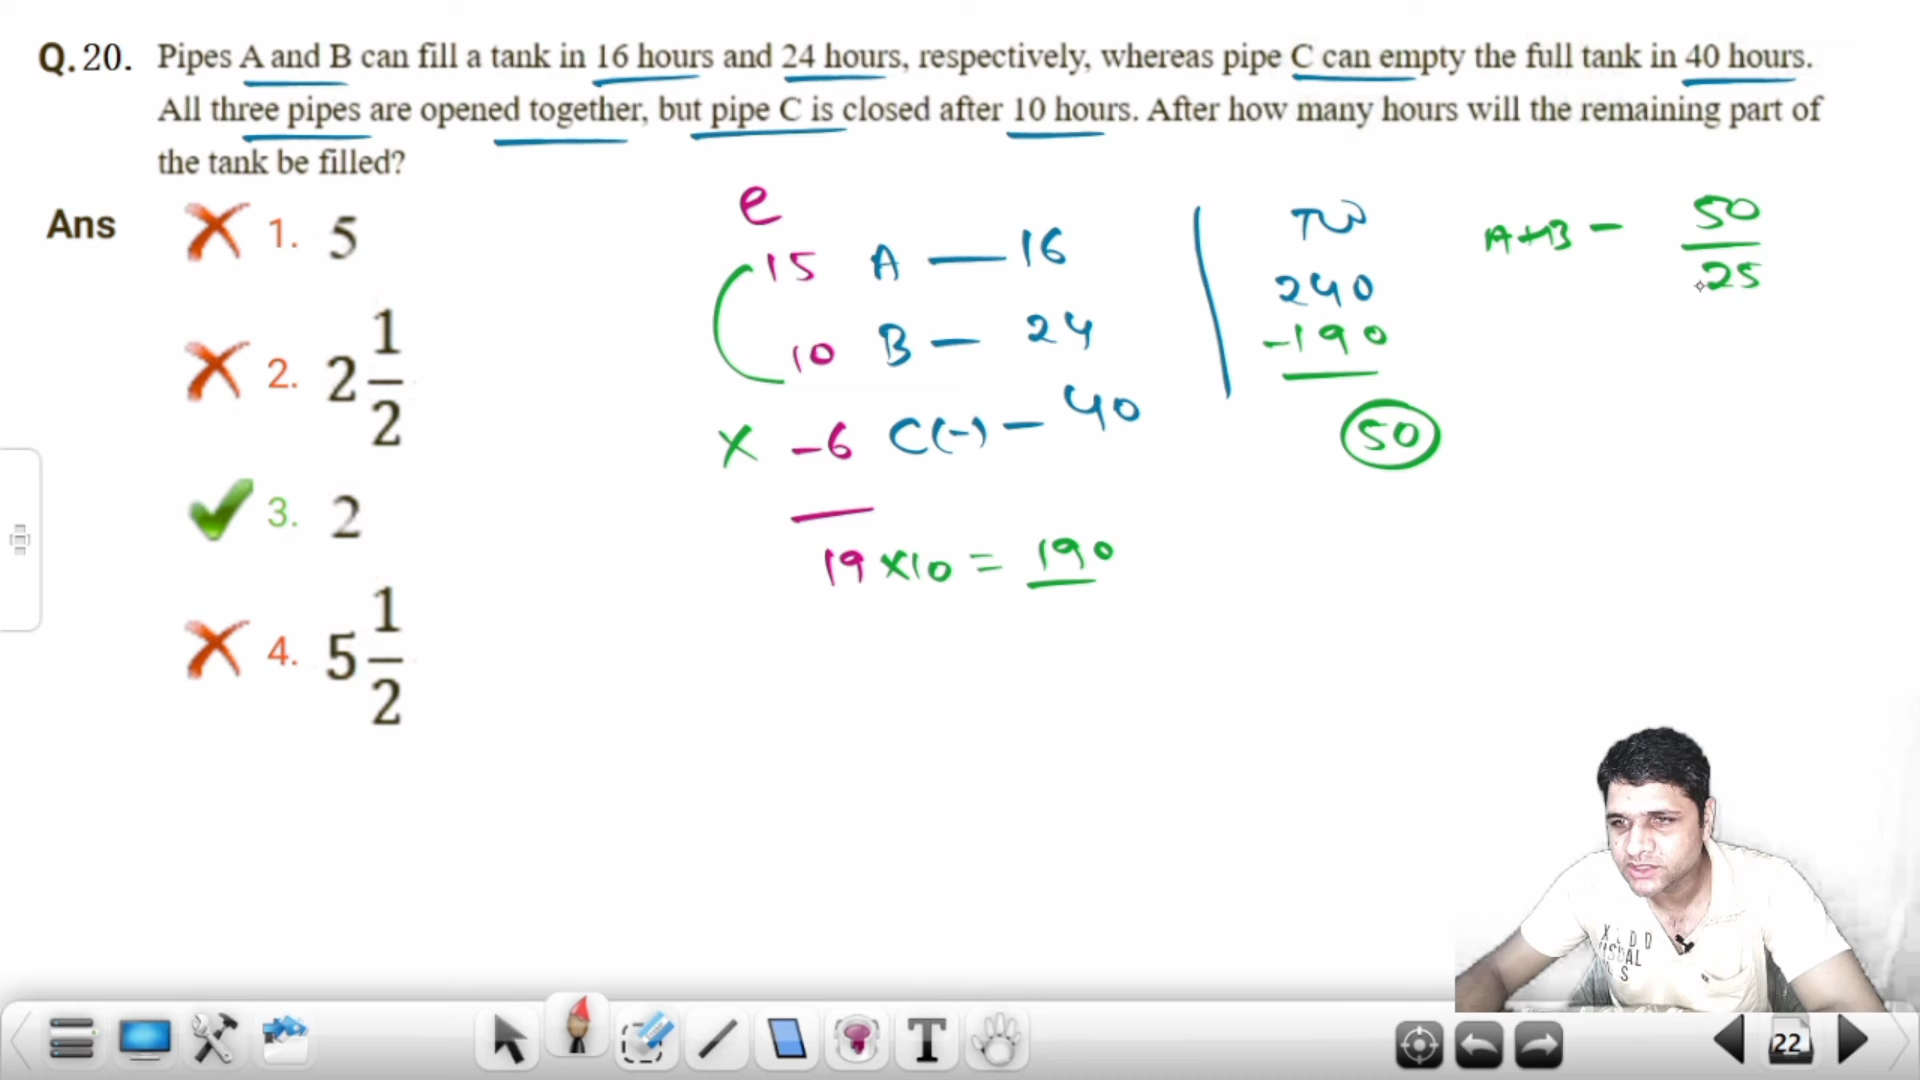 Q. 20. Pipes A and B can fill a tank in 16 hours and 24 hours, respectively, whereas pipe C can empty the full tank in 40 hours.
All three pipes are opened together, but pipe C is closed after 10 hours. After how many hours will the remaining part of
the tank be filled?
Ans
1. 5
2. 2 1/2
3. 2
4. 5 1/2
e
15 A — 16
10 B — 24
X -6 C(-) — 40
19 x10 = 190
TW
240
-190
50
A+B - 50/25
22